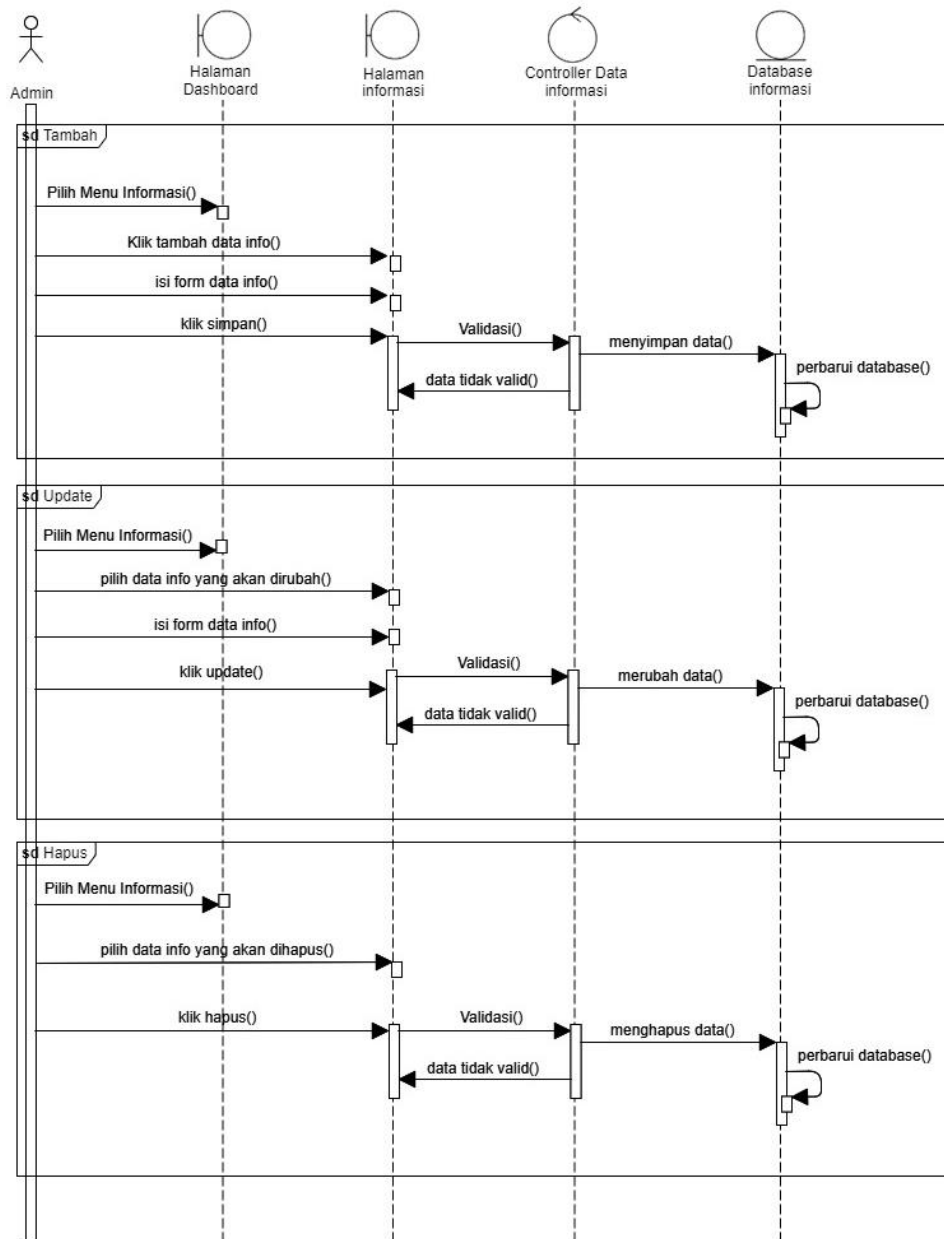 Admin
Halaman
Dashboard
Halaman
informasi
Controller Data
informasi
Database
informasi
sd Tambah
Pilih Menu Informasi()
Klik tambah data info()
isi form data info()
klik simpan()
Validasi()
menyimpan data()
perbarui database()
data tidak valid()
sd Update
Pilih Menu Informasi()
pilih data info yang akan dirubah()
isi form data info()
klik update()
Validasi()
merubah data()
perbarui database()
data tidak valid()
sd Hapus
Pilih Menu Informasi()
pilih data info yang akan dihapus()
klik hapus()
Validasi()
menghapus data()
perbarui database()
data tidak valid()